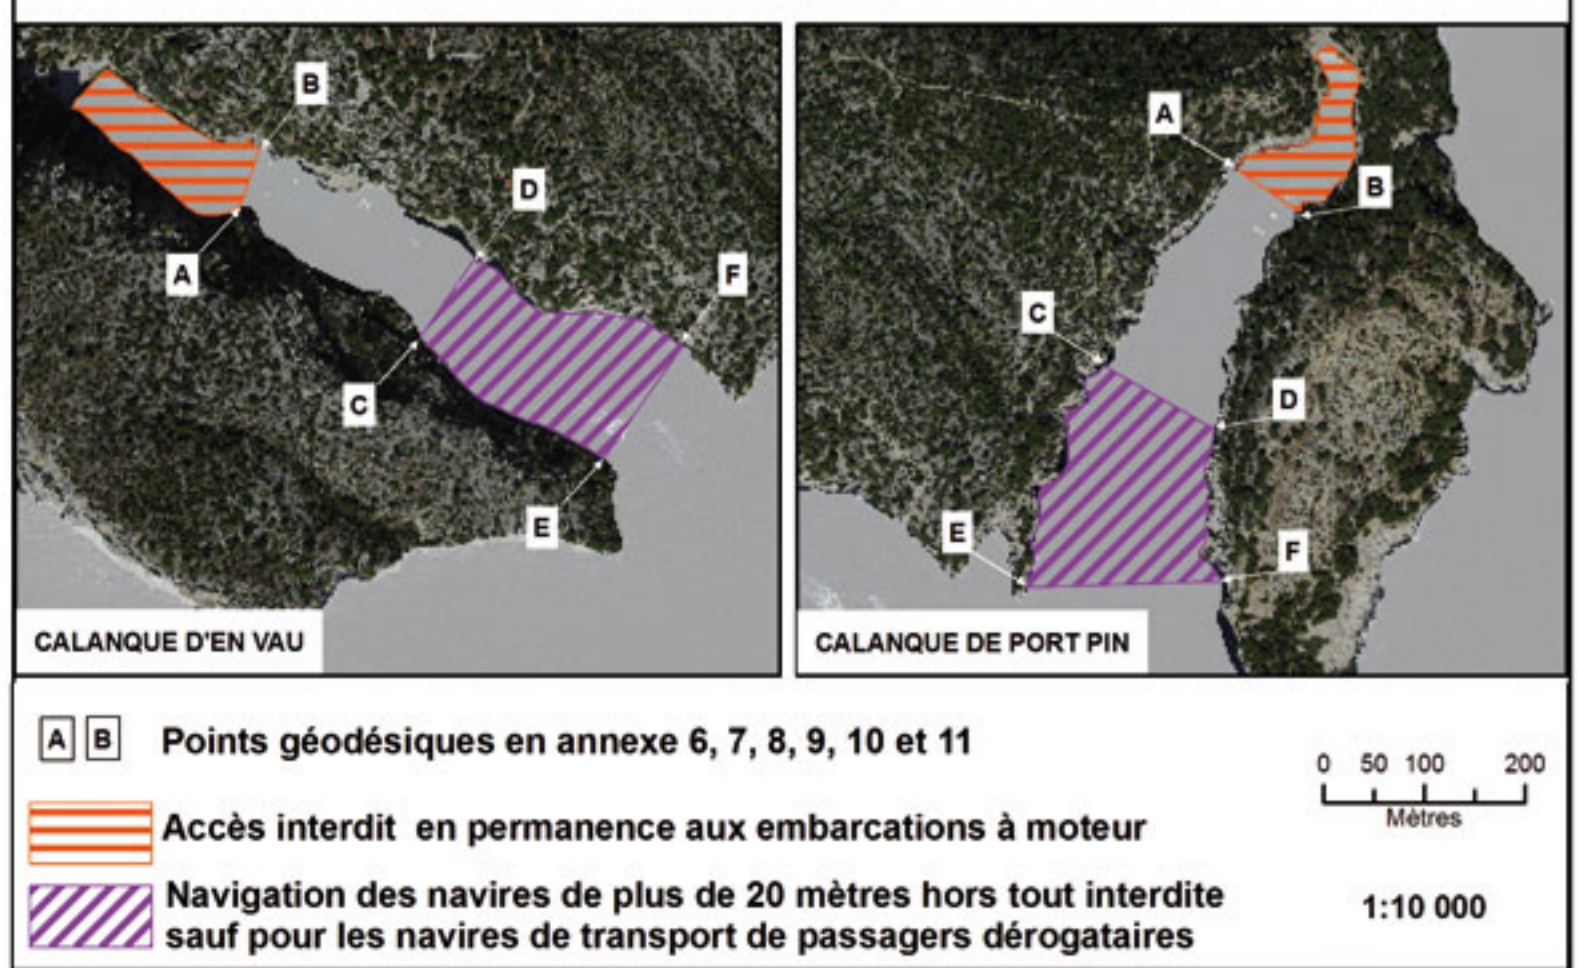 B
D
F
A
C
E
CALANQUE D'EN VAU
A
B
C
D
E
F
CALANQUE DE PORT PIN
A B Points géodésiques en annexe 6, 7, 8, 9, 10 et 11
0 50 100 200
Mètres
Accès interdit en permanence aux embarcations à moteur
Navigation des navires de plus de 20 mètres hors tout interdite
sauf pour les navires de transport de passagers dérogataires
1:10 000